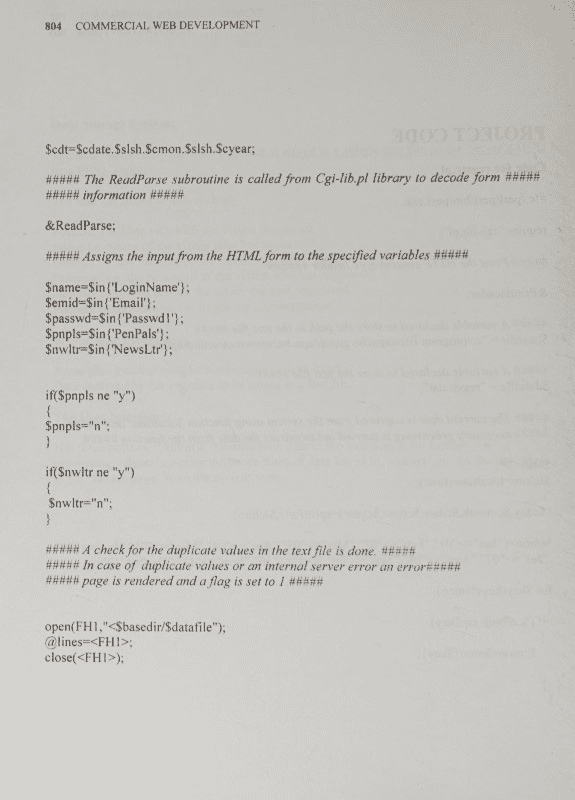 804 COMMERCIAL WEB DEVELOPMENT
$cdt=$cdate.$slsh.$cmon.$slsh.$cyear;
##### The ReadParse subroutine is called from Cgi-lib.pl library to decode form #####
##### information #####
&ReadParse;
##### Assigns the input from the HTML form to the specified variables #####
$name=$in{'LoginName'};
$emid=$in{'Email'};
$passwd=$in{'Passwd1'};
$pnpls=$in{'PenPals'};
$nwltr=$in{'NewsLtr'};
if($pnpls ne "y")
{
$pnpls="n";
}
if($nwltr ne "y")
{
$nwltr="n";
}
##### A check for the duplicate values in the text file is done. #####
##### In case of duplicate values or an internal server error an error#####
##### page is rendered and a flag is set to 1 #####
open(FH1,"<$basedir/$datafile");
@lines=<FH1>;
close(<FH1>);